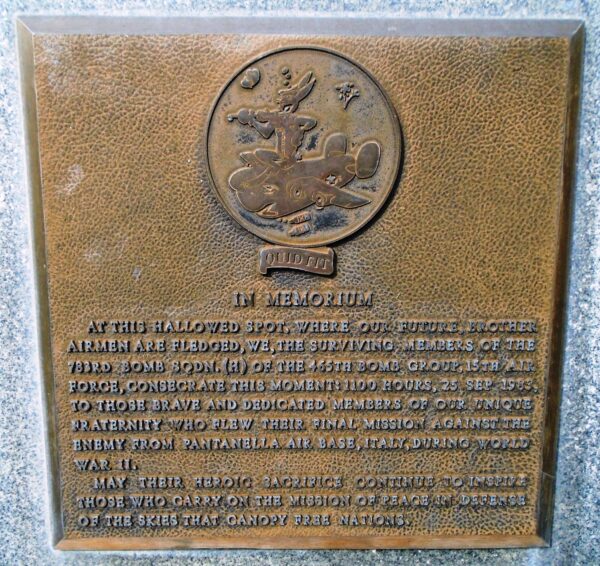 QUID FIT
IN MEMORIUM
AT THIS HALLOWED SPOT, WHERE OUR FUTURE, BROTHER
AIRMEN ARE FLEDGED, WE, THE SURVIVING MEMBERS OF THE
783RD. BOMB SQDN. (H) OF THE 465TH BOMB GROUP, 15TH AIR
FORCE, CONSECRATE THIS MOMENT: 1100 HOURS, 25 SEP 1983,
TO THOSE BRAVE AND DEDICATED MEMBERS OF OUR UNIQUE
FRATERNITY WHO FLEW THEIR FINAL MISSION AGAINST THE
ENEMY FROM PANTANELLA AIR BASE, ITALY, DURING WORLD
WAR II.
MAY THEIR HEROIC SACRIFICE CONTINUE TO INSPIRE
THOSE WHO CARRY ON THE MISSION OF PEACE IN DEFENSE
OF THE SKIES THAT CANOPY FREE NATIONS.